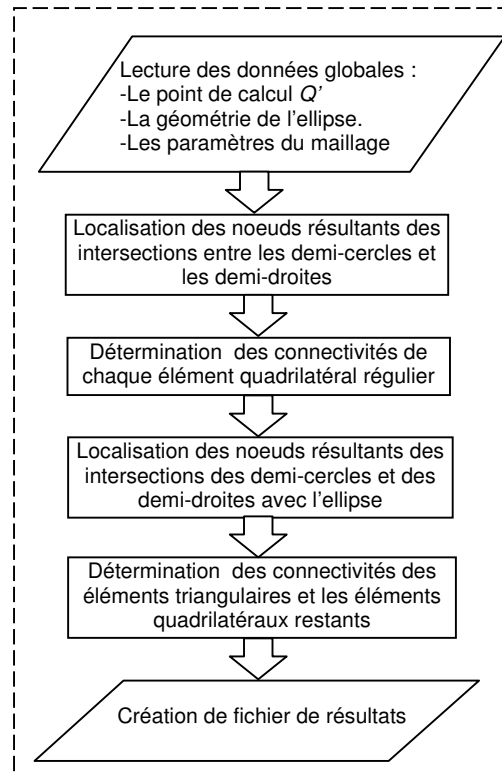 Lecture des données globales :
-Le point de calcul Q'
-La géométrie de l'ellipse.
-Les paramètres du maillage
Localisation des noeuds résultants des
intersections entre les demi-cercles et
les demi-droites
Détermination des connectivités de
chaque élément quadrilatéral régulier
Localisation des noeuds résultants des
intersections des demi-cercles et des
demi-droites avec l'ellipse
Détermination des connectivités des
éléments triangulaires et les éléments
quadrilatéraux restants
Création de fichier de résultats